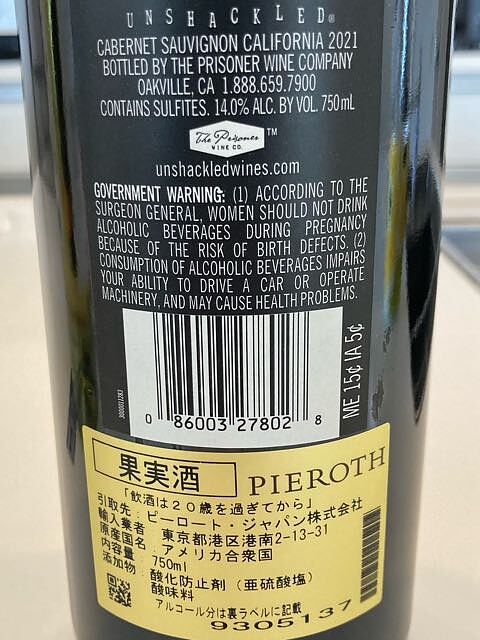 UNSHACKLED®
CABERNET SAUVIGNON CALIFORNIA 2021
BOTTLED BY THE PRISONER WINE COMPANY
OAKVILLE, CA 1.888.659.7900
CONTAINS SULFITES. 14.0% ALC. BY VOL. 750mL
The Prisoner™
WINE CO.
unshackledwines.com
GOVERNMENT WARNING: (1) ACCORDING TO THE
SURGEON GENERAL, WOMEN SHOULD NOT DRINK
ALCOHOLIC BEVERAGES DURING PREGNANCY
BECAUSE OF THE RISK OF BIRTH DEFECTS. (2)
CONSUMPTION OF ALCOHOLIC BEVERAGES IMPAIRS
YOUR ABILITY TO DRIVE A CAR OR OPERATE
MACHINERY, AND MAY CAUSE HEALTH PROBLEMS.
0 86003 27802 8
ME 15¢ IA 5¢
果実酒
PIEROTH
「飲酒は20歳を過ぎてから」
引取先：ピーロート・ジャパン株式会社
輸入業者 東京都港区港南2-13-31
原産国名：アメリカ合衆国
内容量：750ml
添加物：酸化防止剤（亜硫酸塩）
酸味料
アルコール分は裏ラベルに記載
9305137